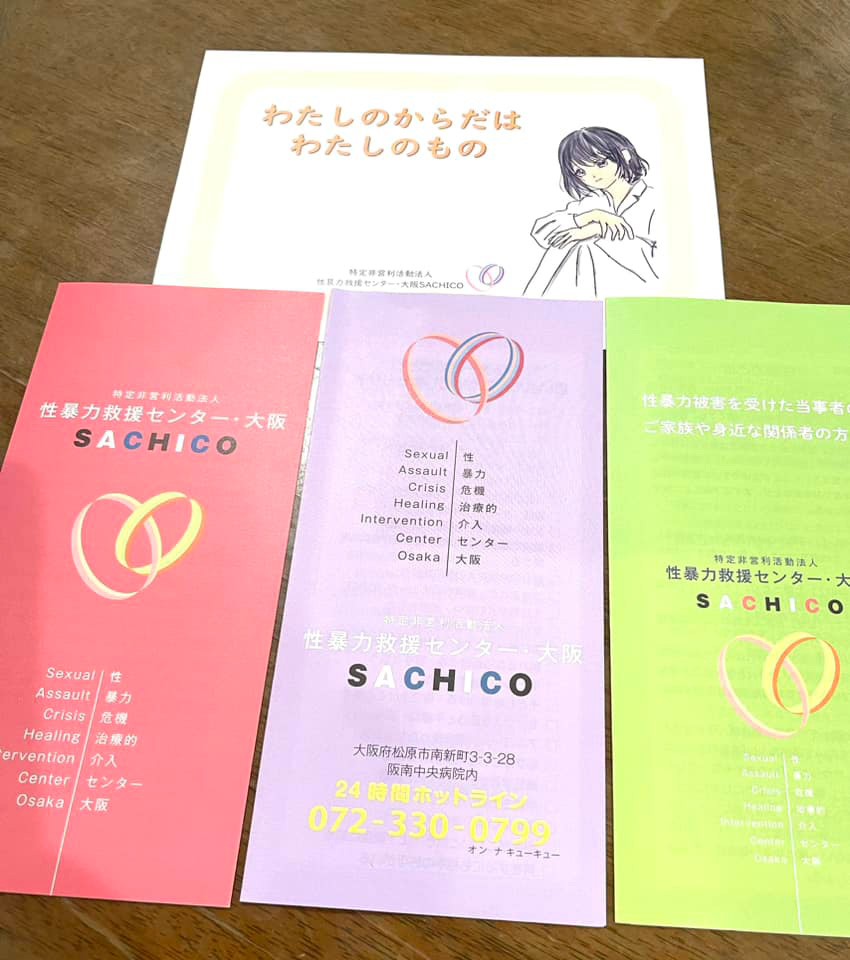 わたしのからだは
わたしのもの
特定非営利活動法人
性暴力救援センター・大阪SACHICO
特定非営利活動法人
性暴力救援センター・大阪
SACHICO
Sexual 性
Assault 暴力
Crisis 危機
Healing 治療的
ervention 介入
Center センター
Osaka 大阪
Sexual 性
Assault 暴力
Crisis 危機
Healing 治療的
Intervention 介入
Center センター
Osaka 大阪
特定非営利活動法人
性暴力救援センター・大阪
SACHICO
大阪府松原市南新町3-3-28
阪南中央病院内
24時間ホットライン
072-330-0799
オン ナ キューキュー
性暴力被害を受けた当事者の
ご家族や身近な関係者の方
特定非営利活動法人
性暴力救援センター・大
SACHICO
Sexual 性
Assault 暴力
Crisis 危機
Healing 治療的
Intervention 介入
Center センター
Osaka 大阪